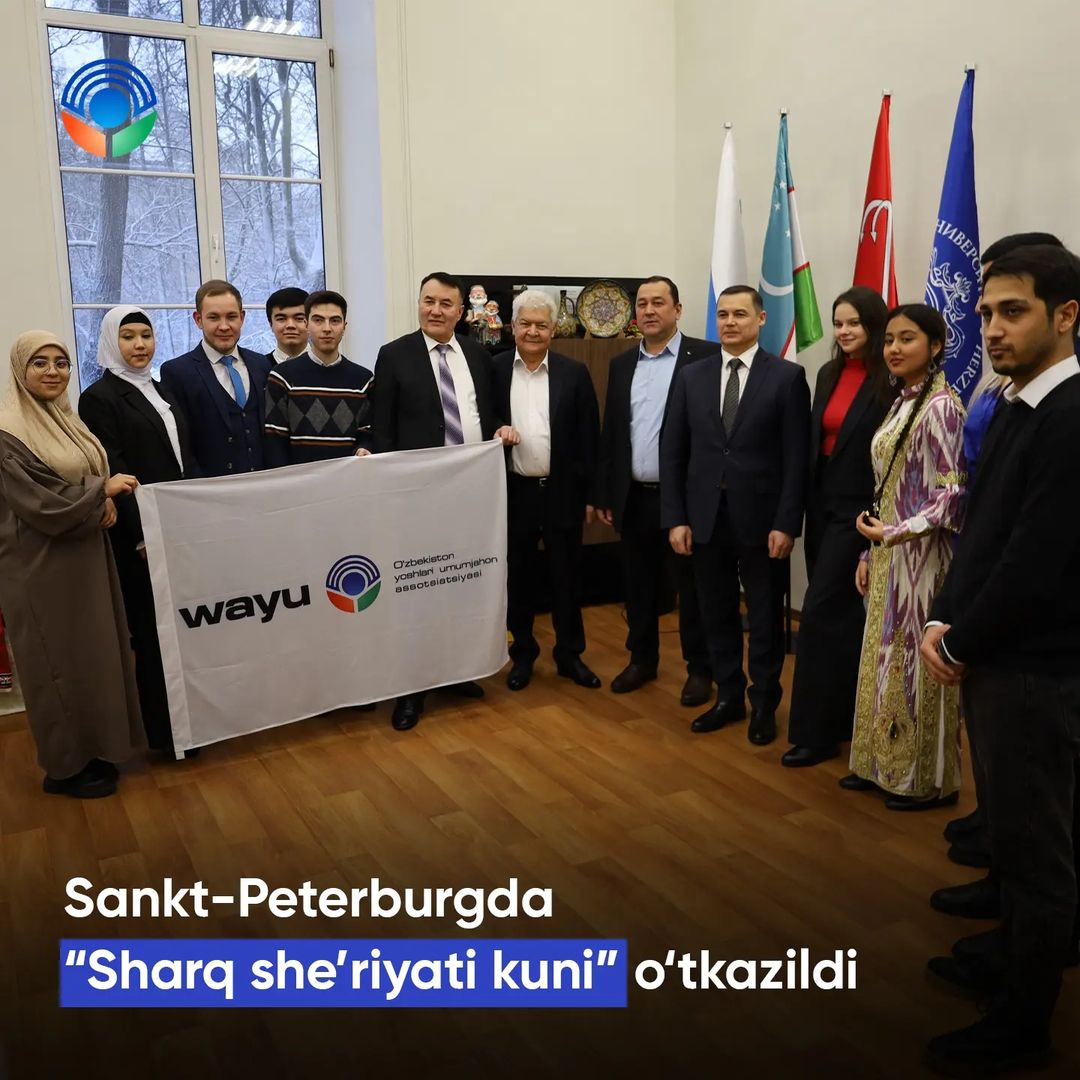 wayu
O'zbekiston
yoshlari umumjahon
assotsiatsiyasi
Sankt-Peterburgda
“Sharq she’riyati kuni” o‘tkazildi